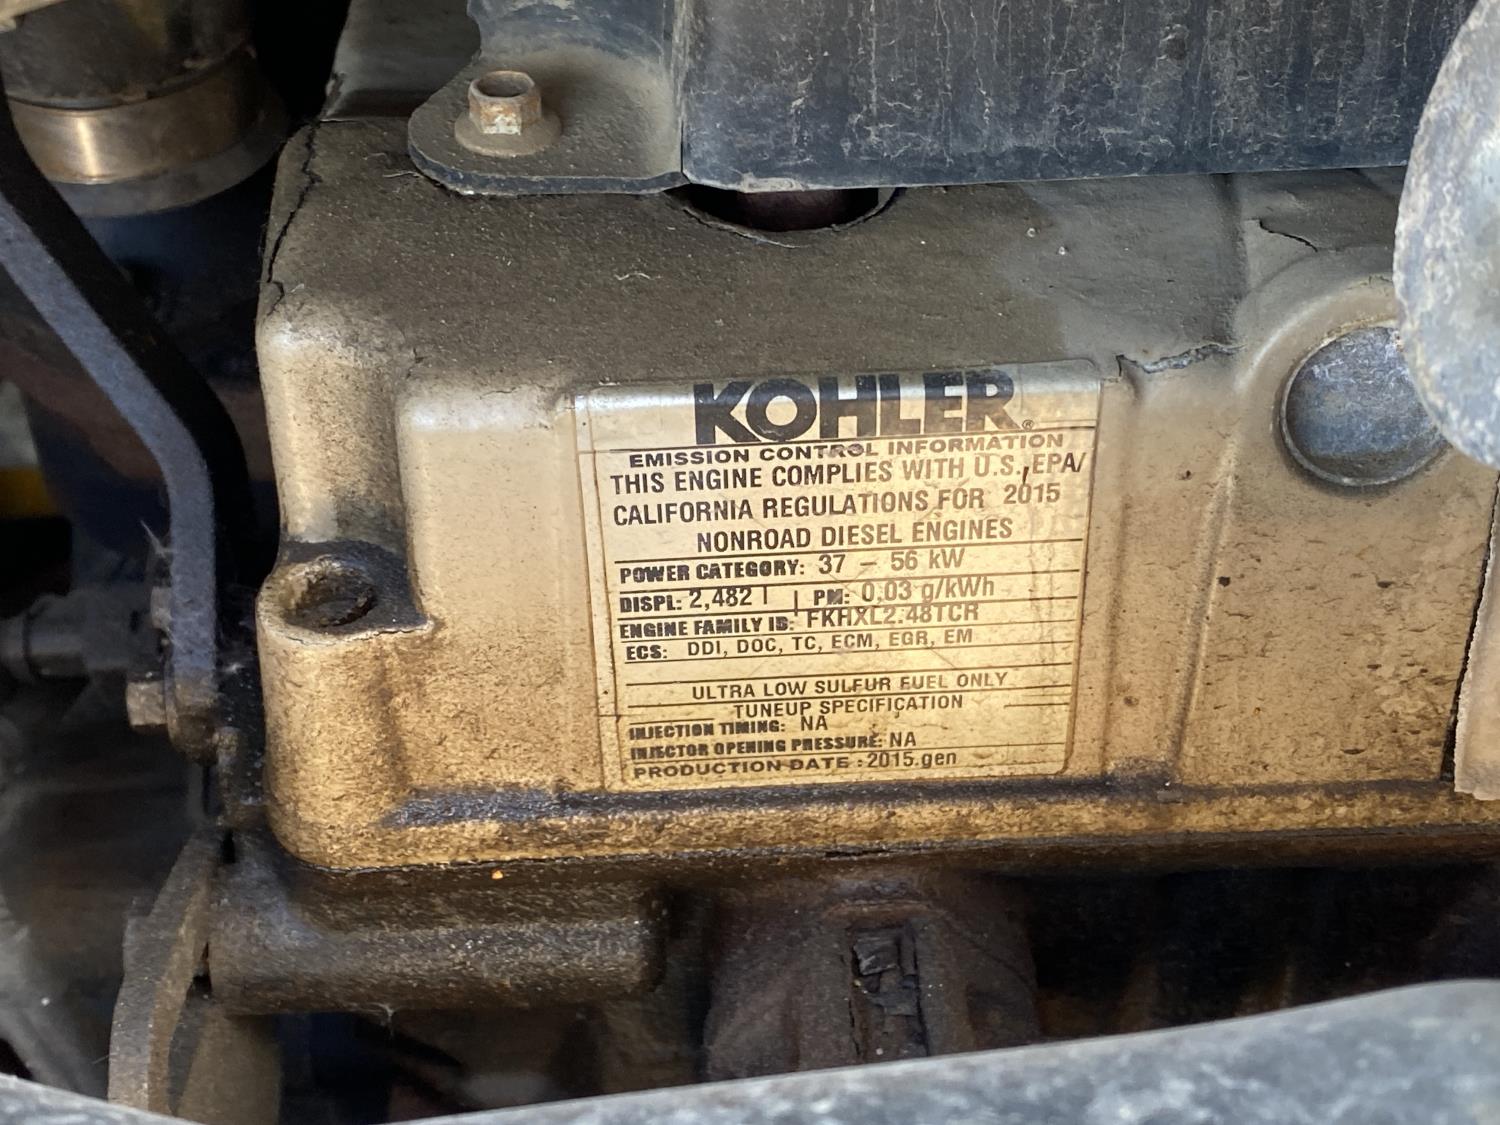 KOHLER®
EMISSION CONTROL INFORMATION
THIS ENGINE COMPLIES WITH U.S. EPA/
CALIFORNIA REGULATIONS FOR 2015
NONROAD DIESEL ENGINES
POWER CATEGORY: 37 – 56 kW
DISPL: 2,482 l | PM: 0,03 g/kWh
ENGINE FAMILY ID: FKHXL2.48TCR
ECS: DDI, DOC, TC, ECM, EGR, EM
ULTRA LOW SULFUR FUEL ONLY
TUNEUP SPECIFICATION
INJECTION TIMING: NA
INJECTOR OPENING PRESSURE: NA
PRODUCTION DATE : 2015.gen